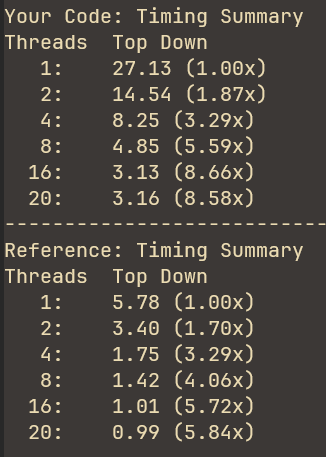 Your Code: Timing Summary
Threads  Top Down
   1:    27.13 (1.00x)
   2:    14.54 (1.87x)
   4:    8.25 (3.29x)
   8:    4.85 (5.59x)
  16:    3.13 (8.66x)
  20:    3.16 (8.58x)
---------------------------
Reference: Timing Summary
Threads  Top Down
   1:    5.78 (1.00x)
   2:    3.40 (1.70x)
   4:    1.75 (3.29x)
   8:    1.42 (4.06x)
  16:    1.01 (5.72x)
  20:    0.99 (5.84x)